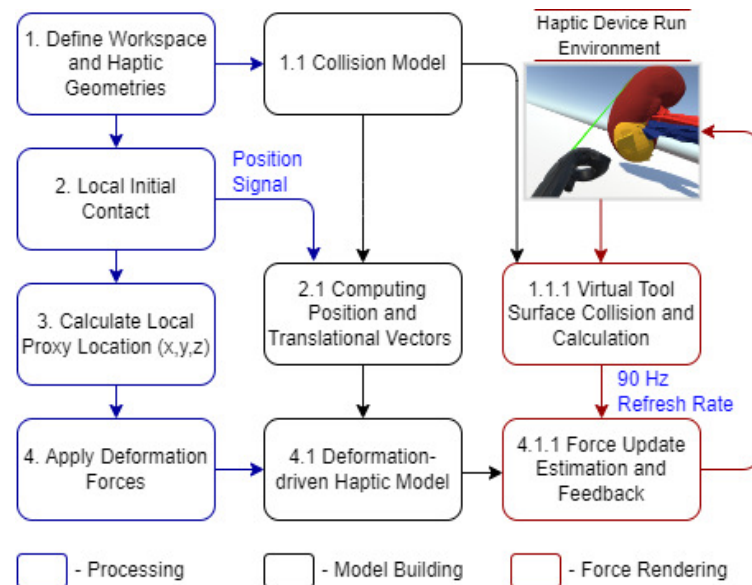 1. Define Workspace
and Haptic
Geometries
1.1 Collision Model
Haptic Device Run
Environment
2. Local Initial
Contact
Position
Signal
3. Calculate Local
Proxy Location (x,y,z)
2.1 Computing
Position and
Translational Vectors
1.1.1 Virtual Tool
Surface Collision and
Calculation
90 Hz
Refresh Rate
4. Apply Deformation
Forces
4.1 Deformation-
driven Haptic Model
4.1.1 Force Update
Estimation and
Feedback
- Processing
- Model Building
- Force Rendering